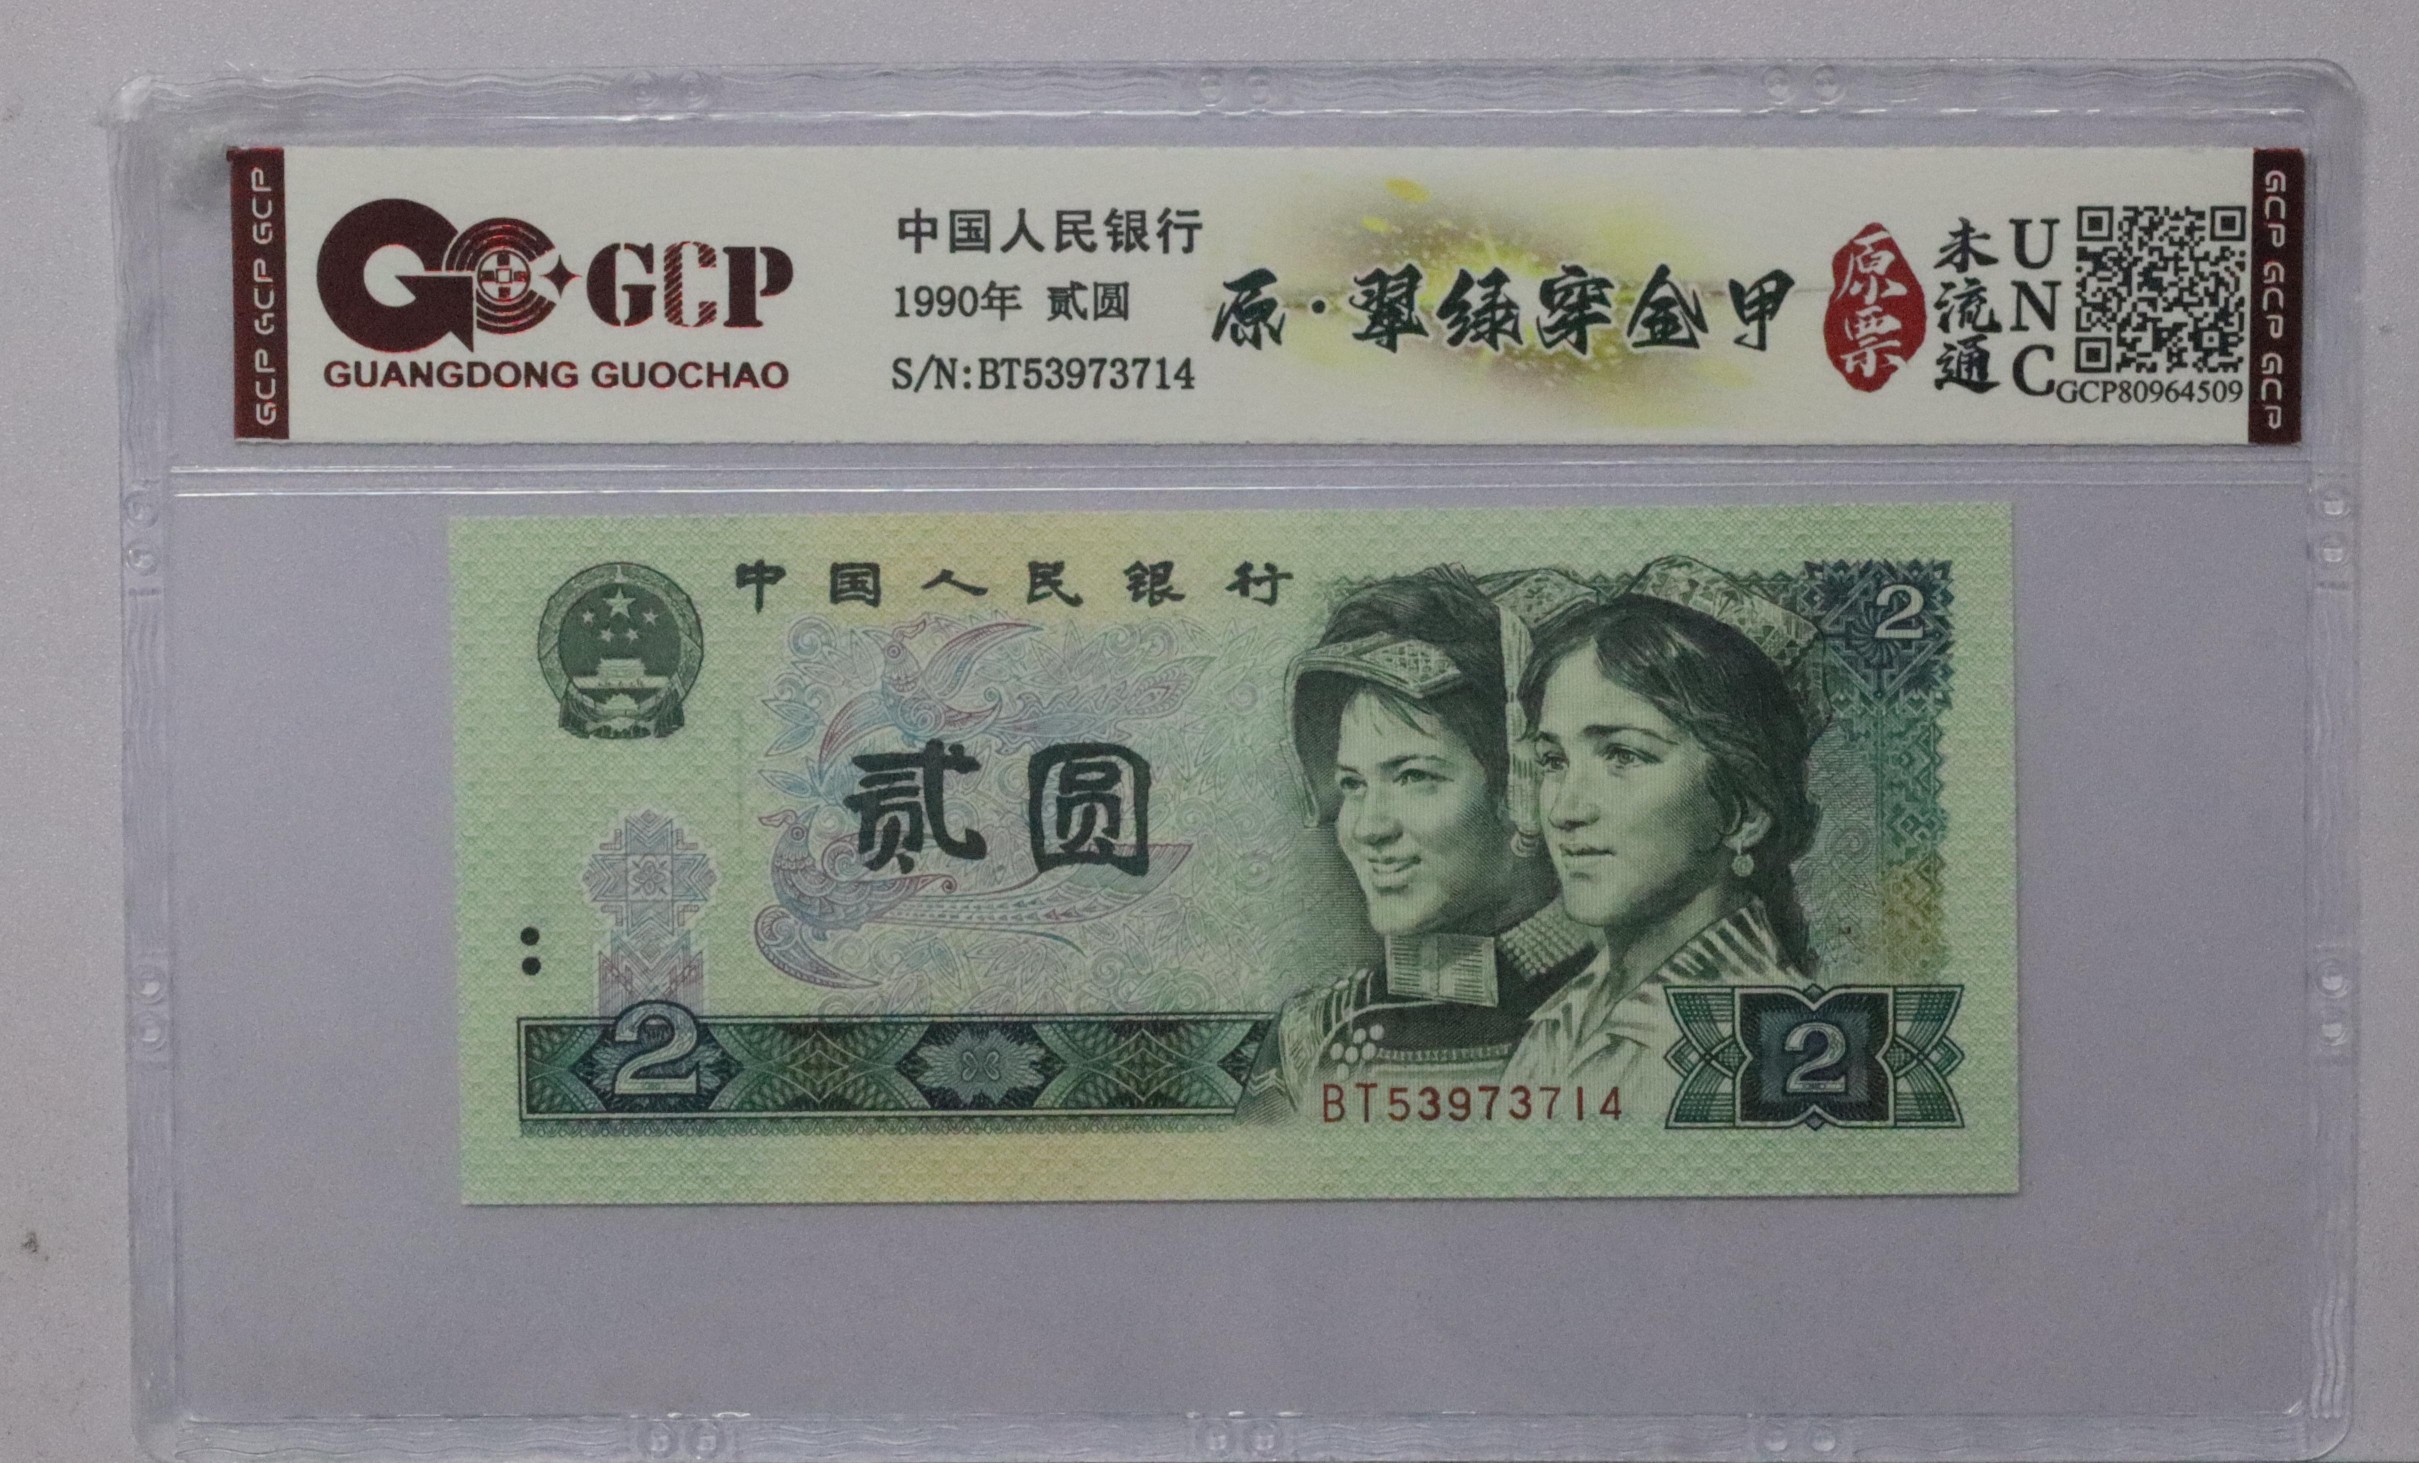 GCP GCP GCP
GCP
GUANGDONG GUOCHAO
中国人民银行
1990年 贰圆
S/N:BT53973714
原·翠绿穿金甲
原票
未流通
UNC
GCP80964509
GCP GCP GCP
中国人民银行
2
贰圆
2
BT53973714
2